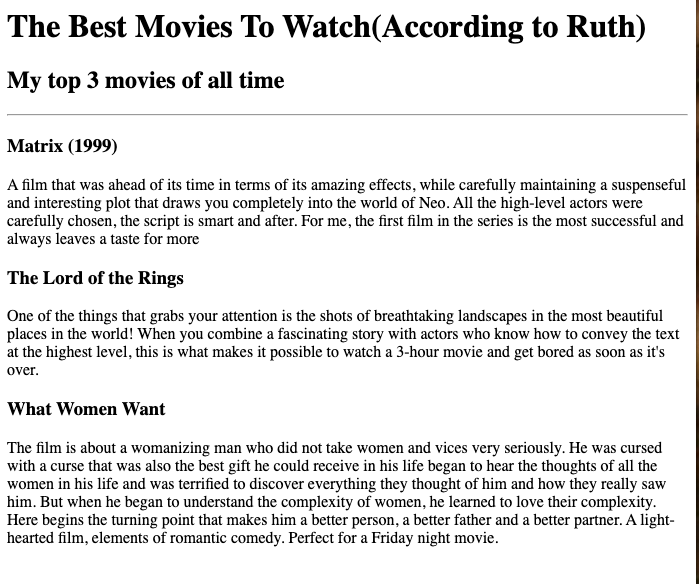 The Best Movies To Watch(According to Ruth)
My top 3 movies of all time
Matrix (1999)
A film that was ahead of its time in terms of its amazing effects, while carefully maintaining a suspenseful
and interesting plot that draws you completely into the world of Neo. All the high-level actors were
carefully chosen, the script is smart and after. For me, the first film in the series is the most successful and
always leaves a taste for more
The Lord of the Rings
One of the things that grabs your attention is the shots of breathtaking landscapes in the most beautiful
places in the world! When you combine a fascinating story with actors who know how to convey the text
at the highest level, this is what makes it possible to watch a 3-hour movie and get bored as soon as it's
over.
What Women Want
The film is about a womanizing man who did not take women and vices very seriously. He was cursed
with a curse that was also the best gift he could receive in his life began to hear the thoughts of all the
women in his life and was terrified to discover everything they thought of him and how they really saw
him. But when he began to understand the complexity of women, he learned to love their complexity.
Here begins the turning point that makes him a better person, a better father and a better partner. A light-
hearted film, elements of romantic comedy. Perfect for a Friday night movie.